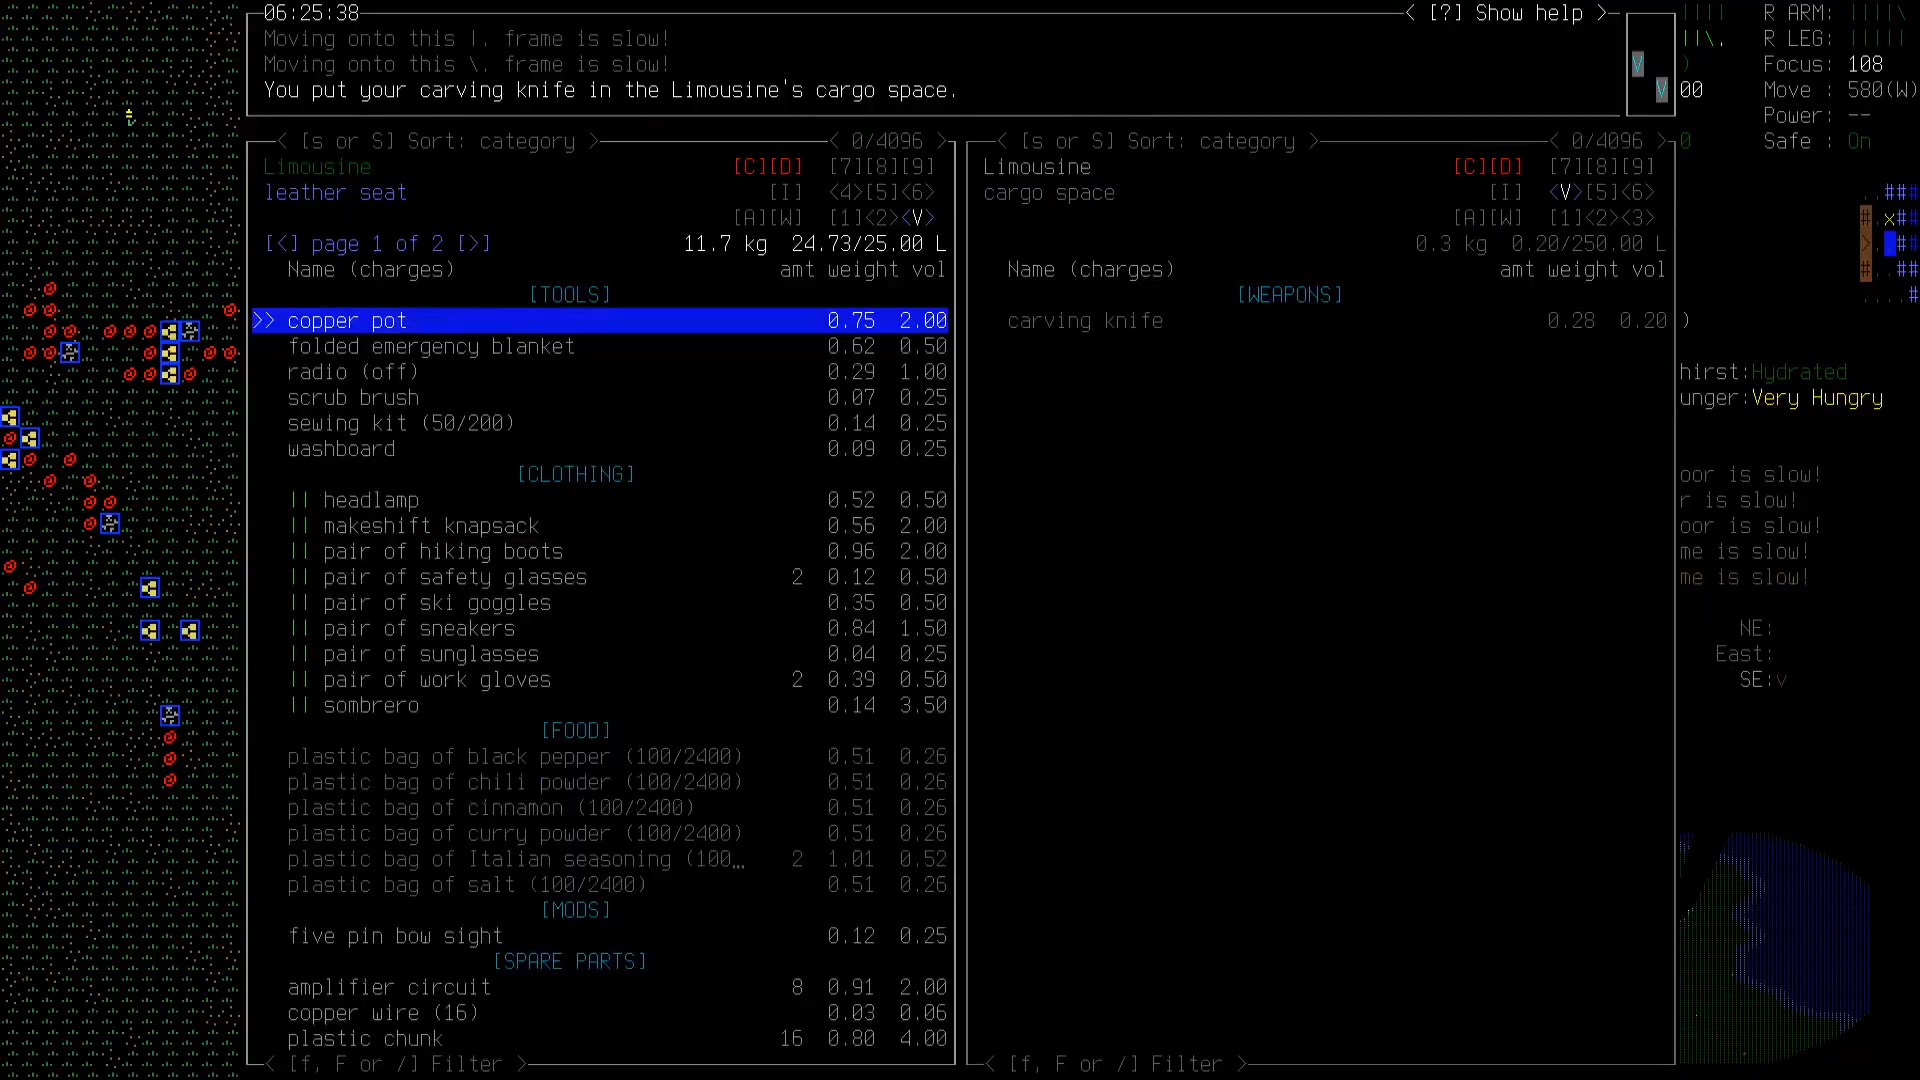 06:25:38 < [?] Show help >
Moving onto this |. frame is slow!
Moving onto this \. frame is slow!
You put your carving knife in the Limousine's cargo space.
< [s or S] Sort: category > < 0/4096 >
Limousine [C][D] [7][8][9]
leather seat [I] <4>[5]<6>
[A][W] [1]<2><V>
[<] page 1 of 2 [>] 11.7 kg 24.73/25.00 L
Name (charges) amt weight vol
[TOOLS]
>> copper pot 0.75 2.00
folded emergency blanket 0.62 0.50
radio (off) 0.29 1.00
scrub brush 0.07 0.25
sewing kit (50/200) 0.14 0.25
washboard 0.09 0.25
[CLOTHING]
|| headlamp 0.52 0.50
|| makeshift knapsack 0.56 2.00
|| pair of hiking boots 0.96 2.00
|| pair of safety glasses 2 0.12 0.50
|| pair of ski goggles 0.35 0.50
|| pair of sneakers 0.84 1.50
|| pair of sunglasses 0.04 0.25
|| pair of work gloves 2 0.39 0.50
|| sombrero 0.14 3.50
[FOOD]
plastic bag of black pepper (100/2400) 0.51 0.26
plastic bag of chili powder (100/2400) 0.51 0.26
plastic bag of cinnamon (100/2400) 0.51 0.26
plastic bag of curry powder (100/2400) 0.51 0.26
plastic bag of Italian seasoning (100… 2 1.01 0.52
plastic bag of salt (100/2400) 0.51 0.26
[MODS]
five pin bow sight 0.12 0.25
[SPARE PARTS]
amplifier circuit 8 0.91 2.00
copper wire (16) 0.03 0.06
plastic chunk 16 0.80 4.00
< [f, F or /] Filter >
< [s or S] Sort: category > < 0/4096 >
Limousine [C][D] [7][8][9]
cargo space [I] <V>[5]<6>
[A][W] [1]<2><3>
0.3 kg 0.20/250.00 L
Name (charges) amt weight vol
[WEAPONS]
carving knife 0.28 0.20
< [f, F or /] Filter >
V
V
|||| R ARM: ||||\
||\. R LEG: |||||
) Focus: 108
00 Move : 580(W)
Power: --
0 Safe : On
)
hirst:Hydrated
unger:Very Hungry
oor is slow!
r is slow!
oor is slow!
me is slow!
me is slow!
NE:
East:
SE:v